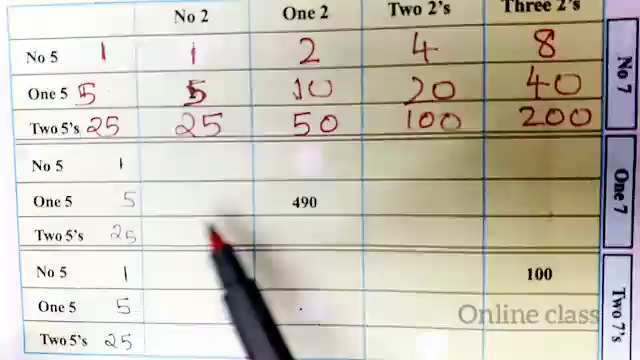 No 2 One 2 Two 2's Three 2's
No 5 1 1 2 4 8
One 5 5 5 10 20 40
Two 5's 25 25 50 100 200
No 7
No 5 1
One 5 5 490
Two 5's 25
One 7
No 5 1 100
One 5 5
Two 5's 25
Two 7's
Online class